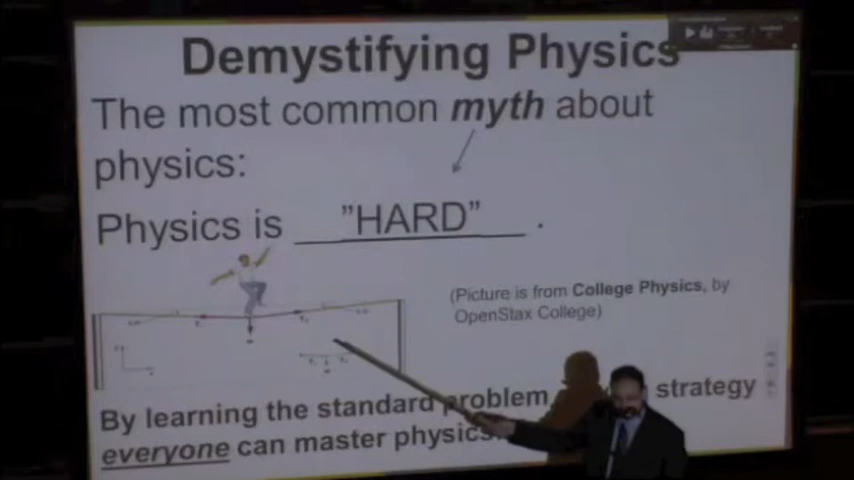 Demystifying Physics
The most common myth about
physics:
Physics is ”HARD” .
(Picture is from College Physics, by
OpenStax College)
By learning the standard problem strategy
everyone can master physics.